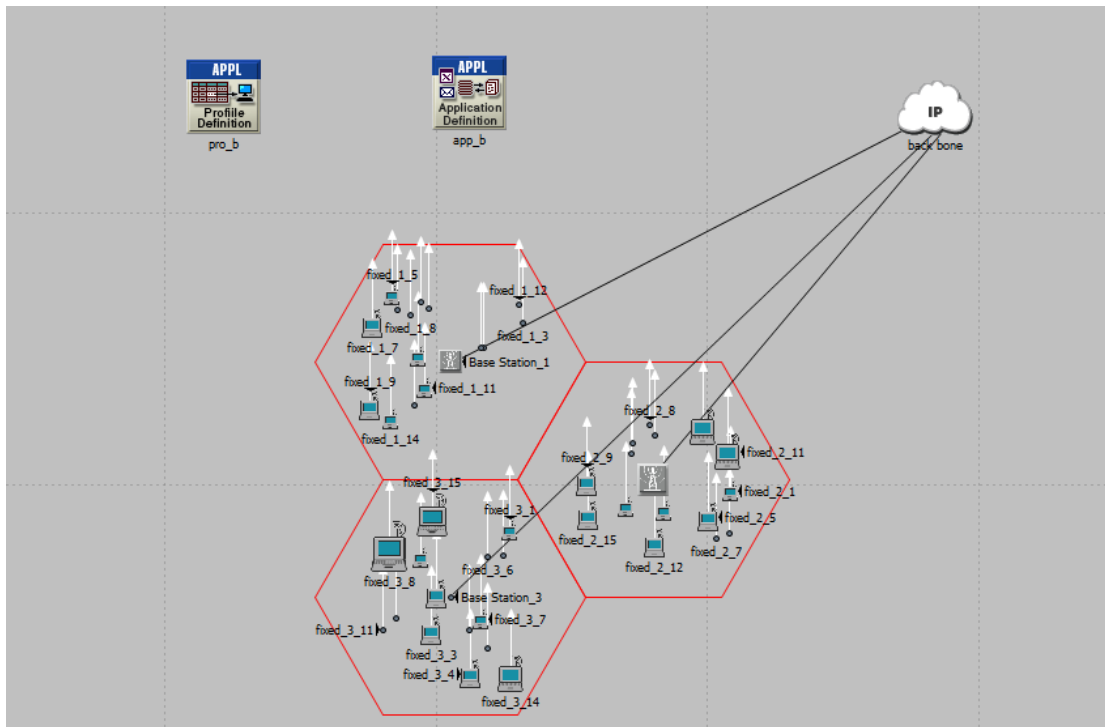 APPL
Profiile
Definition
pro_b
APPL
Application
Definition
app_b
IP
back bone
fixed_1_5
fixed_1_12
fixed_1_8
fixed_1_3
fixed_1_7
Base Station_1
fixed_1_9
fixed_1_11
fixed_1_14
fixed_2_8
fixed_2_11
fixed_2_9
fixed_2_1
fixed_2_5
fixed_2_15
fixed_2_7
fixed_2_12
fixed_3_15
fixed_3_1
fixed_3_6
fixed_3_8
Base Station_3
fixed_3_7
fixed_3_11
fixed_3_3
fixed_3_4
fixed_3_14